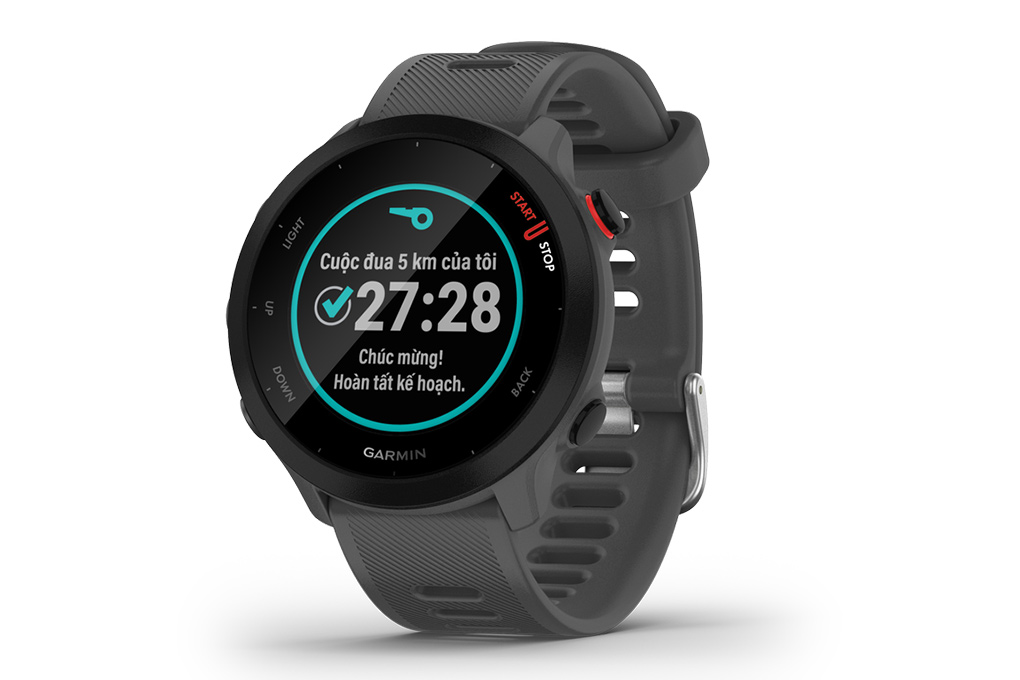 START
STOP
LIGHT
UP
DOWN
BACK
Cuộc đua 5 km của tôi
27:28
Chúc mừng!
Hoàn tất kế hoạch.
GARMIN